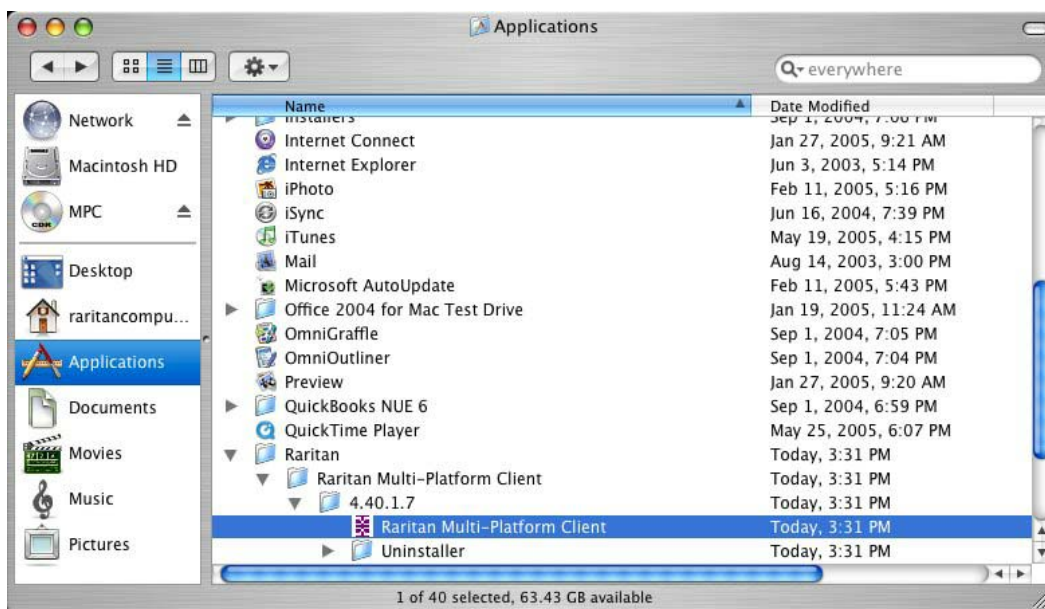 Applications
everywhere
Name Date Modified
Installers Sep 1, 2004, 7:06 PM
Internet Connect Jan 27, 2005, 9:21 AM
Internet Explorer Jun 3, 2003, 5:14 PM
iPhoto Feb 11, 2005, 5:16 PM
iSync Jun 16, 2004, 7:39 PM
iTunes May 19, 2005, 4:15 PM
Mail Aug 14, 2003, 3:00 PM
Microsoft AutoUpdate Feb 11, 2005, 5:43 PM
Office 2004 for Mac Test Drive Jan 19, 2005, 11:24 AM
OmniGraffle Sep 1, 2004, 7:05 PM
OmniOutliner Sep 1, 2004, 7:04 PM
Preview Jan 27, 2005, 9:20 AM
QuickBooks NUE 6 Sep 1, 2004, 6:59 PM
QuickTime Player May 25, 2005, 6:07 PM
Raritan Today, 3:31 PM
Raritan Multi-Platform Client Today, 3:31 PM
4.40.1.7 Today, 3:31 PM
Raritan Multi-Platform Client Today, 3:31 PM
Uninstaller Today, 3:31 PM
Network
Macintosh HD
MPC
CDR
Desktop
raritancompu...
Applications
Documents
Movies
Music
Pictures
1 of 40 selected, 63.43 GB available